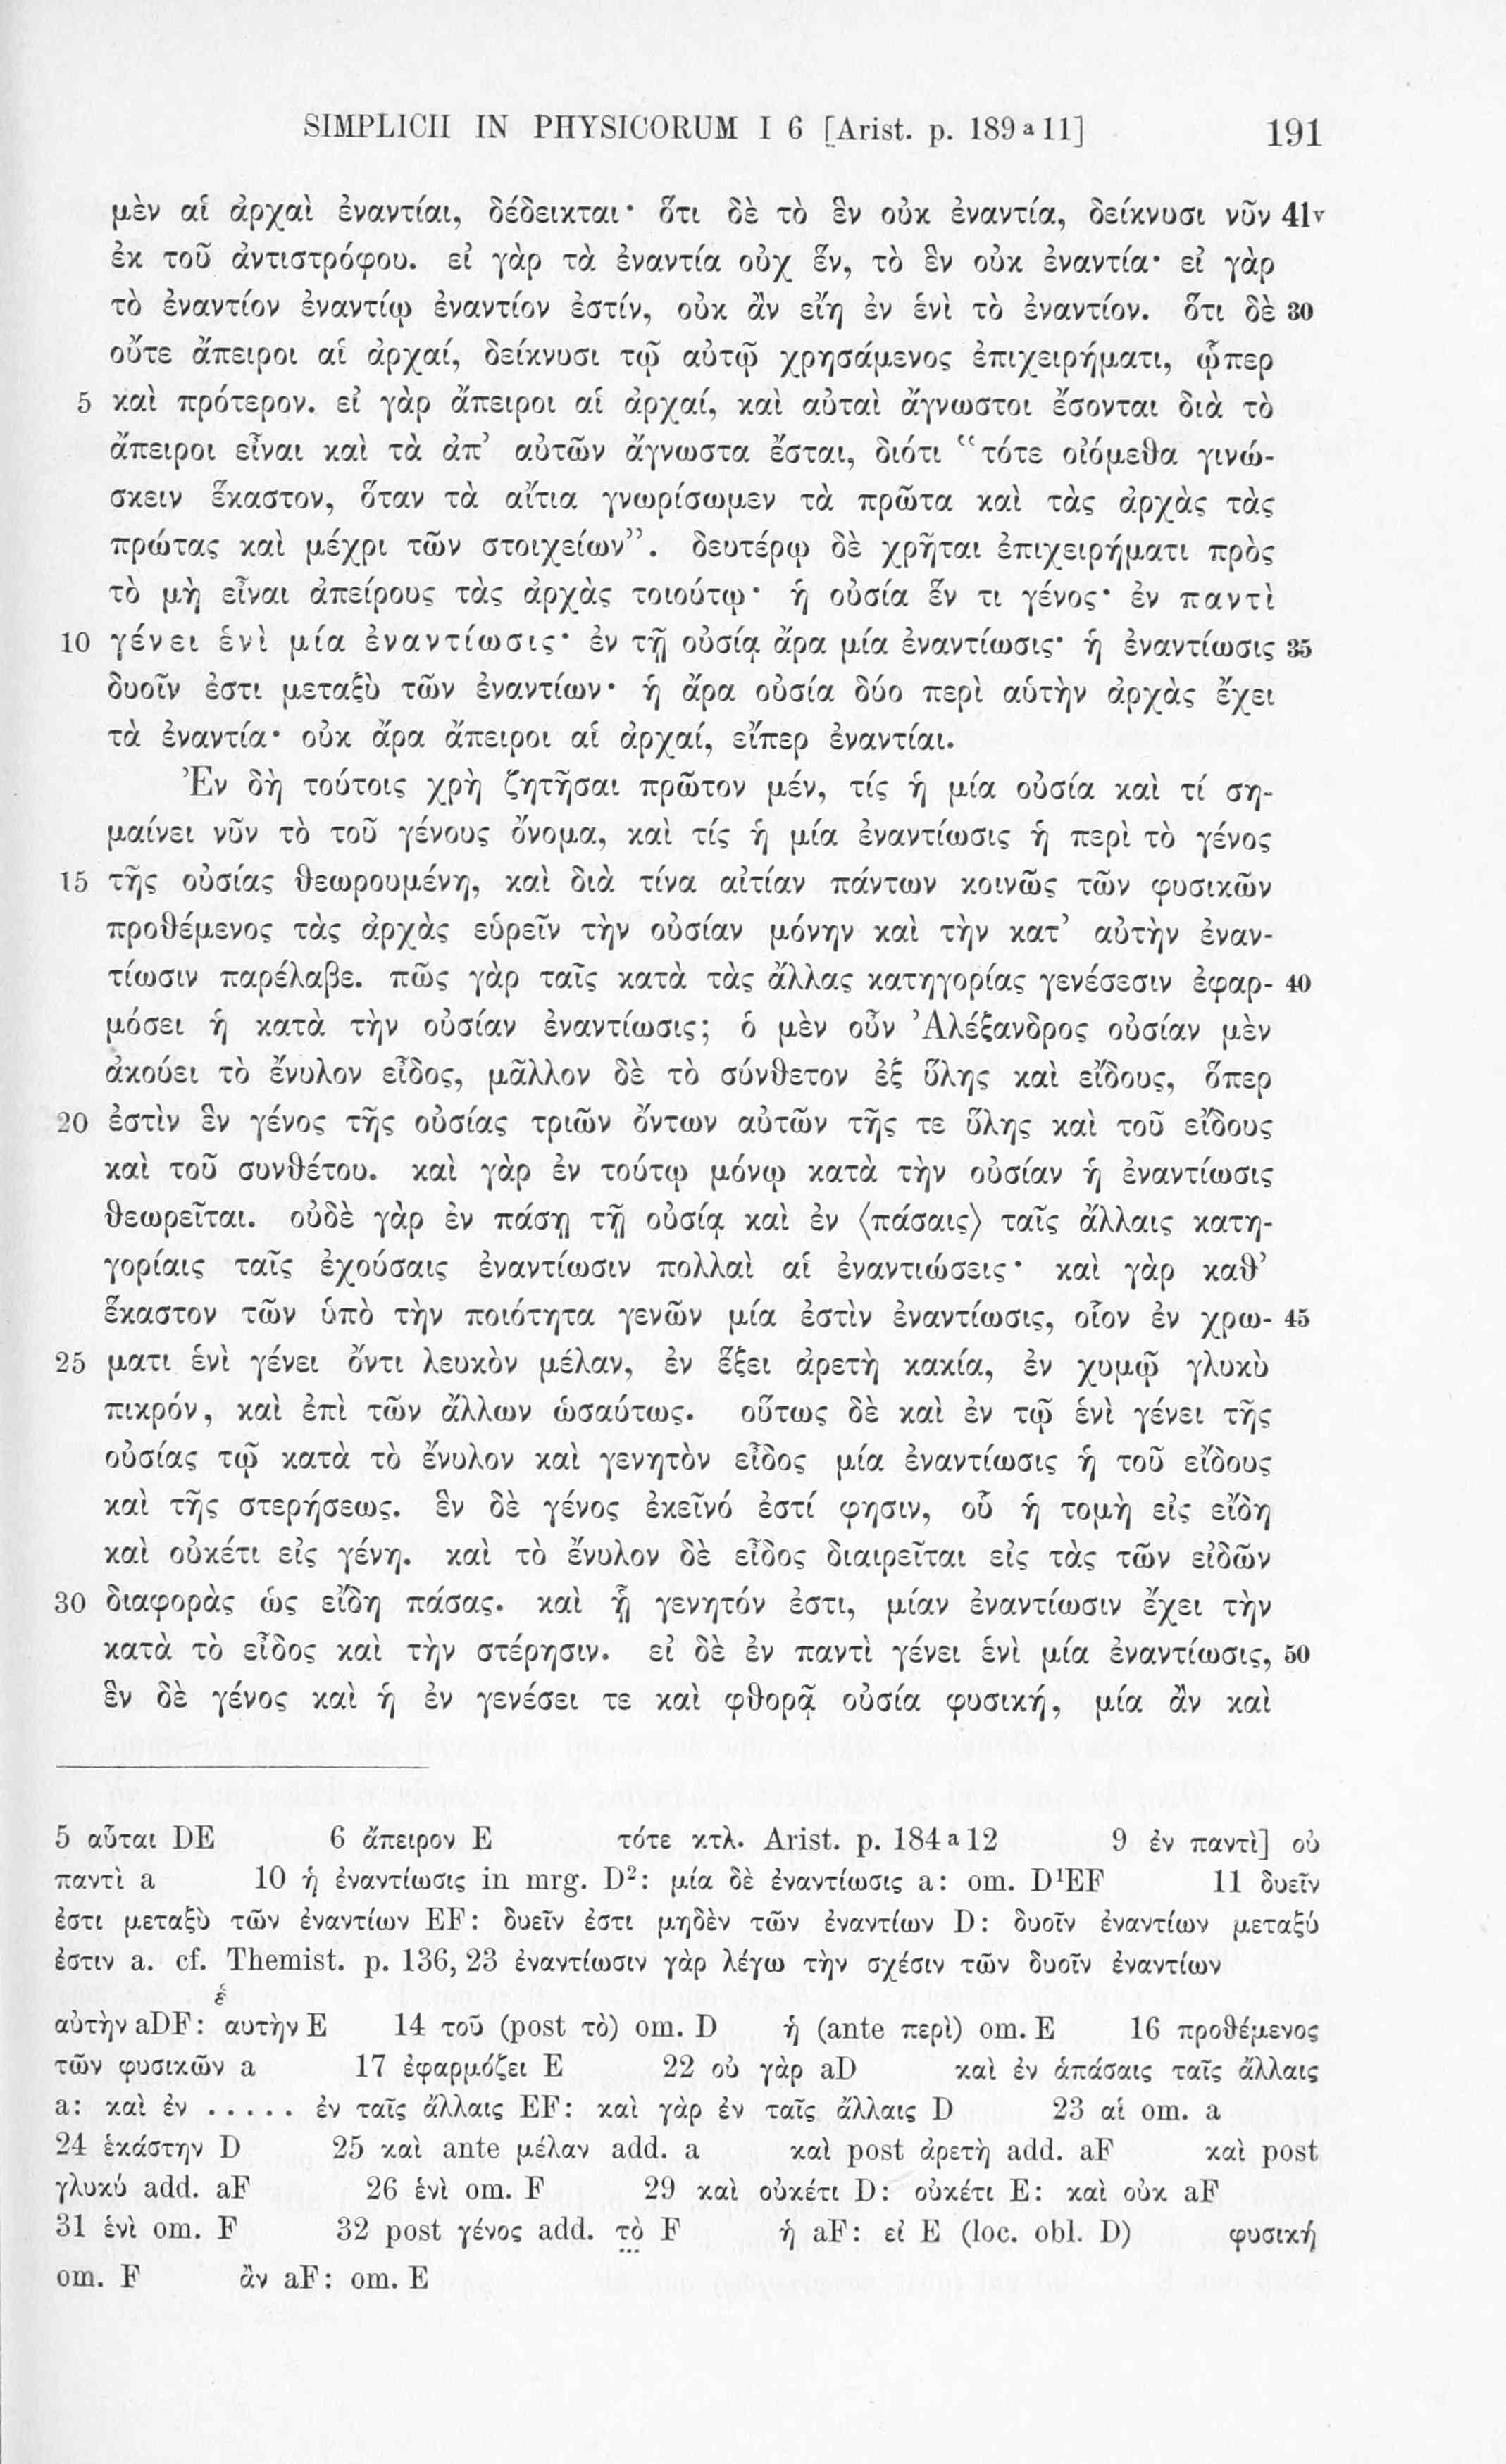 SIMPLICII IN PHYSICORUM I 6 [Arist. p. 189 a 11] 191
μὲν αἱ ἀρχαὶ ἐναντίαι, δέδεικται· ὅτι δὲ τὸ ἓν οὐκ ἐναντία, δείκνυσι νῦν 41v
ἐκ τοῦ ἀντιστρόφου. εἰ γὰρ τὰ ἐναντία οὐχ ἕν, τὸ ἓν οὐκ ἐναντία· εἰ γὰρ
τὸ ἐναντίον ἐναντίῳ ἐναντίον ἐστίν, οὐκ ἂν εἴη ἐν ἑνὶ τὸ ἐναντίον. ὅτι δὲ 30
οὔτε ἄπειροι αἱ ἀρχαί, δείκνυσι τῷ αὐτῷ χρησάμενος ἐπιχειρήματι, ᾧπερ
5 καὶ πρότερον. εἰ γὰρ ἄπειροι αἱ ἀρχαί, καὶ αὐταὶ ἄγνωστοι ἔσονται διὰ τὸ
ἄπειροι εἶναι καὶ τὰ ἀπ’ αὐτῶν ἄγνωστα ἔσται, διότι “τότε οἰόμεθα γινώ-
σκειν ἕκαστον, ὅταν τὰ αἴτια γνωρίσωμεν τὰ πρῶτα καὶ τὰς ἀρχὰς τὰς
πρώτας καὶ μέχρι τῶν στοιχείων”. δευτέρῳ δὲ χρῆται ἐπιχειρήματι πρὸς
τὸ μὴ εἶναι ἀπείρους τὰς ἀρχὰς τοιούτῳ· ἡ οὐσία ἕν τι γένος· ἐν παντὶ
10 γένει ἑνὶ μία ἐναντίωσις· ἐν τῇ οὐσίᾳ ἄρα μία ἐναντίωσις· ἡ ἐναντίωσις 35
δυοῖν ἐστι μεταξὺ τῶν ἐναντίων· ἡ ἄρα οὐσία δύο περὶ αὑτὴν ἀρχὰς ἔχει
τὰ ἐναντία· οὐκ ἄρα ἄπειροι αἱ ἀρχαί, εἴπερ ἐναντίαι.
Ἐν δὴ τούτοις χρὴ ζητῆσαι πρῶτον μέν, τίς ἡ μία οὐσία καὶ τί ση-
μαίνει νῦν τὸ τοῦ γένους ὄνομα, καὶ τίς ἡ μία ἐναντίωσις ἡ περὶ τὸ γένος
15 τῆς οὐσίας θεωρουμένη, καὶ διὰ τίνα αἰτίαν πάντων κοινῶς τῶν φυσικῶν
προθέμενος τὰς ἀρχὰς εὑρεῖν τὴν οὐσίαν μόνην καὶ τὴν κατ’ αὐτὴν ἐναν-
τίωσιν παρέλαβε. πῶς γὰρ ταῖς κατὰ τὰς ἄλλας κατηγορίας γενέσεσιν ἐφαρ- 40
μόσει ἡ κατὰ τὴν οὐσίαν ἐναντίωσις; ὁ μὲν οὖν Ἀλέξανδρος οὐσίαν μὲν
ἀκούει τὸ ἔνυλον εἶδος, μᾶλλον δὲ τὸ σύνθετον ἐξ ὕλης καὶ εἴδους, ὅπερ
20 ἐστὶν ἓν γένος τῆς οὐσίας τριῶν ὄντων αὐτῶν τῆς τε ὕλης καὶ τοῦ εἴδους
καὶ τοῦ συνθέτου. καὶ γὰρ ἐν τούτῳ μόνῳ κατὰ τὴν οὐσίαν ἡ ἐναντίωσις
θεωρεῖται. οὐδὲ γὰρ ἐν πάσῃ τῇ οὐσίᾳ καὶ ἐν ⟨πάσαις⟩ ταῖς ἄλλαις κατη-
γορίαις ταῖς ἐχούσαις ἐναντίωσιν πολλαὶ αἱ ἐναντιώσεις· καὶ γὰρ καθ’
ἕκαστον τῶν ὑπὸ τὴν ποιότητα γενῶν μία ἐστὶν ἐναντίωσις, οἷον ἐν χρω- 45
25 ματι ἑνὶ γένει ὄντι λευκὸν μέλαν, ἐν ἕξει ἀρετὴ κακία, ἐν χυμῷ γλυκὺ
πικρόν, καὶ ἐπὶ τῶν ἄλλων ὡσαύτως. οὕτως δὲ καὶ ἐν τῷ ἑνὶ γένει τῆς
οὐσίας τῷ κατὰ τὸ ἔνυλον καὶ γενητὸν εἶδος μία ἐναντίωσις ἡ τοῦ εἴδους
καὶ τῆς στερήσεως. ἓν δὲ γένος ἐκεῖνό ἐστί φησιν, οὗ ἡ τομὴ εἰς εἴδη
καὶ οὐκέτι εἰς γένη. καὶ τὸ ἔνυλον δὲ εἶδος διαιρεῖται εἰς τὰς τῶν εἰδῶν
30 διαφορὰς ὡς εἴδη πάσας. καὶ ᾗ γενητόν ἐστι, μίαν ἐναντίωσιν ἔχει τὴν
κατὰ τὸ εἶδος καὶ τὴν στέρησιν. εἰ δὲ ἐν παντὶ γένει ἑνὶ μία ἐναντίωσις, 50
ἓν δὲ γένος καὶ ἡ ἐν γενέσει τε καὶ φθορᾷ οὐσία φυσική, μία ἂν καὶ
5 αὗται DE 6 ἄπειρον E τότε κτλ. Arist. p. 184 a 12 9 ἐν παντὶ] οὐ
παντὶ a 10 ἡ ἐναντίωσις in mrg. D²: μία δὲ ἐναντίωσις a: om. D¹EF 11 δυεῖν
ἐστι μεταξὺ τῶν ἐναντίων EF: δυεῖν ἐστι μηδὲν τῶν ἐναντίων D: δυοῖν ἐναντίων μεταξύ
ἐστιν a. cf. Themist. p. 136, 23 ἐναντίωσιν γὰρ λέγω τὴν σχέσιν τῶν δυοῖν ἐναντίων
αὐτὴν aDF: ἑαυτὴν E 14 τοῦ (post τὸ) om. D ἡ (ante περὶ) om. E 16 προθέμενος
τῶν φυσικῶν a 17 ἐφαρμόζει E 22 οὐ γὰρ aD καὶ ἐν ἁπάσαις ταῖς ἄλλαις
a: καὶ ἐν ..... ἐν ταῖς ἄλλαις EF: καὶ γὰρ ἐν ταῖς ἄλλαις D 23 αἱ om. a
24 ἑκάστην D 25 καὶ ante μέλαν add. a καὶ post ἀρετὴ add. aF καὶ post
γλυκύ add. aF 26 ἑνὶ om. F 29 καὶ οὐκέτι D: οὐκέτι E: καὶ οὐκ aF
31 ἑνὶ om. F 32 post γένος add. τὸ F ἡ aF: εἰ E (loc. obl. D) φυσική
om. F ἂν aF: om. E